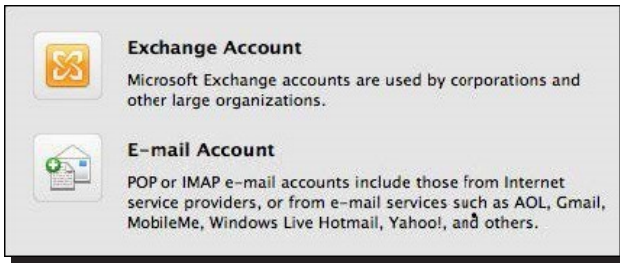 Exchange Account
Microsoft Exchange accounts are used by corporations and
other large organizations.
E-mail Account
POP or IMAP e-mail accounts include those from Internet
service providers, or from e-mail services such as AOL, Gmail,
MobileMe, Windows Live Hotmail, Yahoo!, and others.